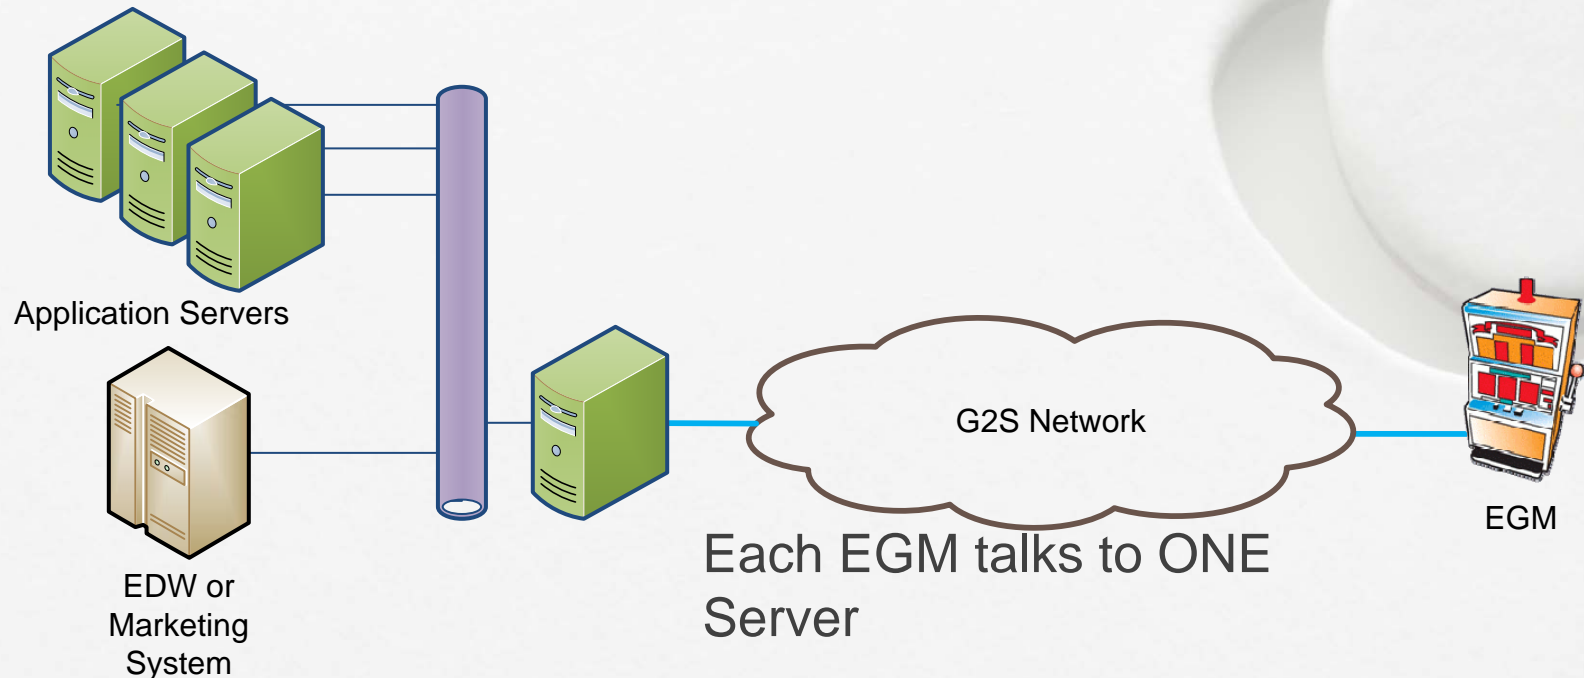 Application Servers
G2S Network
EGM
Each EGM talks to ONE
Server
EDW or
Marketing
System